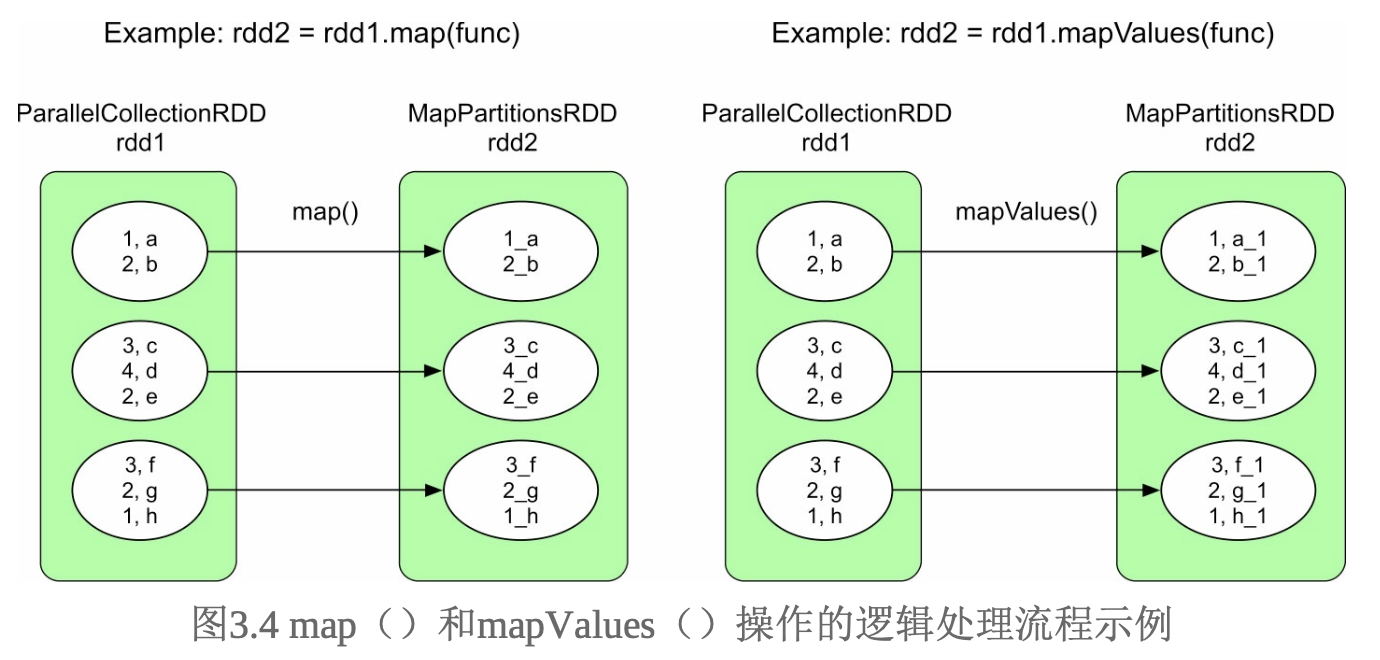 Example: rdd2 = rdd1.map(func)
ParallelCollectionRDD
rdd1
MapPartitionsRDD
rdd2
map()
1, a
2, b
1_a
2_b
3, c
4, d
2, e
3_c
4_d
2_e
3, f
2, g
1, h
3_f
2_g
1_h
Example: rdd2 = rdd1.mapValues(func)
ParallelCollectionRDD
rdd1
MapPartitionsRDD
rdd2
mapValues()
1, a
2, b
1, a_1
2, b_1
3, c
4, d
2, e
3, c_1
4, d_1
2, e_1
3, f
2, g
1, h
3, f_1
2, g_1
1, h_1
图3.4 map（）和mapValues（）操作的逻辑处理流程示例